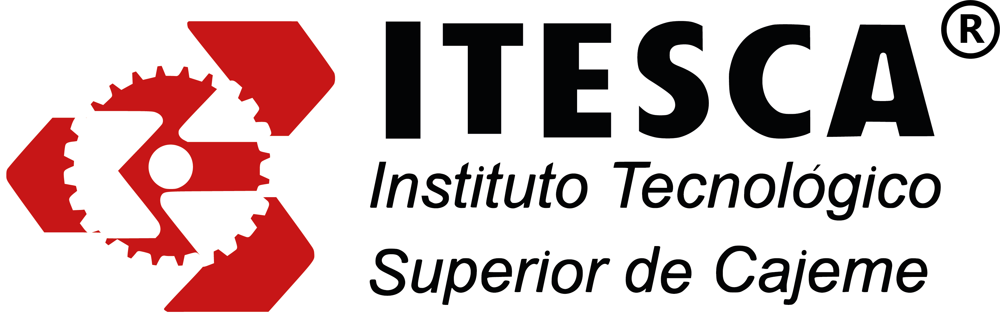 ITESCA®
Instituto Tecnológico
Superior de Cajeme